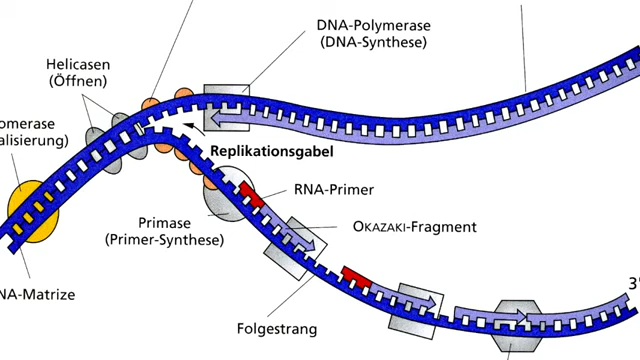 DNA-Polymerase
(DNA-Synthese)
Helicasen
(Öffnen)
omerase
alisierung)
Replikationsgabel
RNA-Primer
Primase
(Primer-Synthese)
OKAZAKI-Fragment
NA-Matrize
Folgestrang
3'